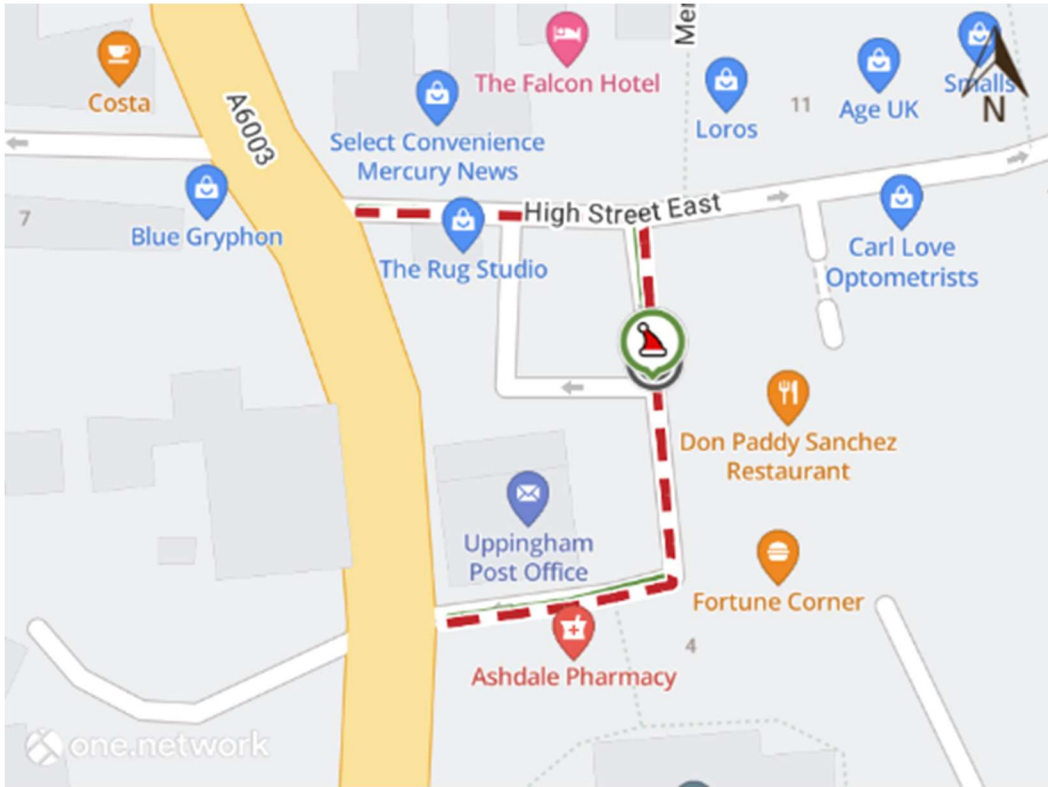 Costa
A6003
The Falcon Hotel
Select Convenience
Mercury News
Loros
11
Age UK
Smalls
N
7
Blue Gryphon
The Rug Studio
High Street East
Carl Love
Optometrists
Don Paddy Sanchez
Restaurant
Uppingham
Post Office
Fortune Corner
Ashdale Pharmacy
4
one.network